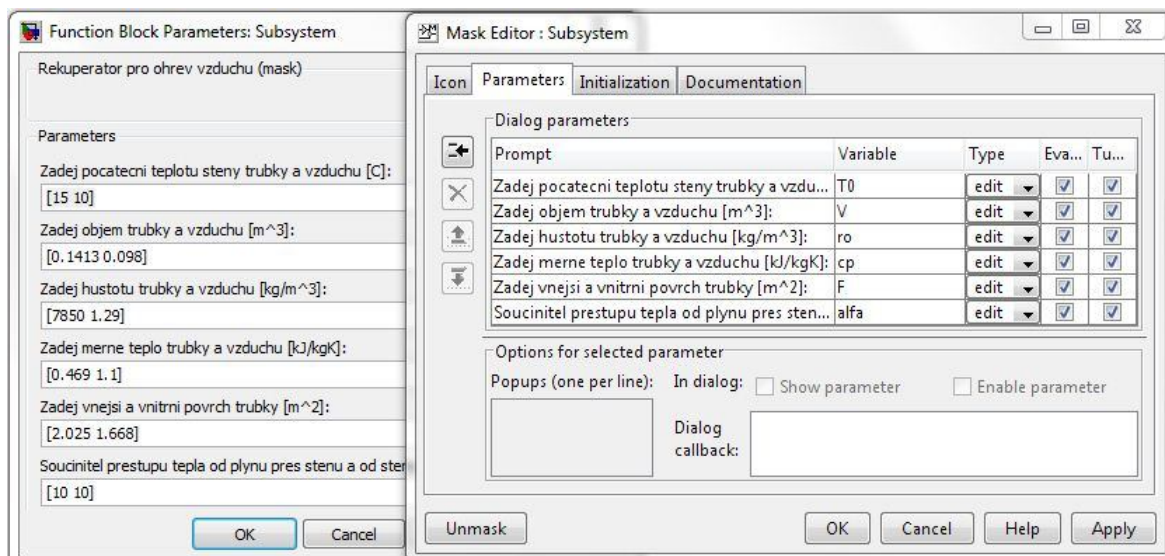 Function Block Parameters: Subsystem
Rekuperator pro ohrev vzduchu (mask)
Parameters
Zadej pocatecni teplotu steny trubky a vzduchu [C]:
[15 10]
Zadej objem trubky a vzduchu [m^3]:
[0.1413 0.098]
Zadej hustotu trubky a vzduchu [kg/m^3]:
[7850 1.29]
Zadej merne teplo trubky a vzduchu [kJ/kgK]:
[0.469 1.1]
Zadej vnejsi a vnitrni povrch trubky [m^2]:
[2.025 1.668]
Soucinitel prestupu tepla od plynu pres stenu a od sten
[10 10]
OK Cancel
Mask Editor : Subsystem
Icon Parameters Initialization Documentation
Dialog parameters
Prompt Variable Type Eva... Tu...
Zadej pocatecni teplotu steny trubky a vzdu... T0 edit
Zadej objem trubky a vzduchu [m^3]: V edit
Zadej hustotu trubky a vzduchu [kg/m^3]: ro edit
Zadej merne teplo trubky a vzduchu [kJ/kgK]: cp edit
Zadej vnejsi a vnitrni povrch trubky [m^2]: F edit
Soucinitel prestupu tepla od plynu pres sten... alfa edit
Options for selected parameter
Popups (one per line): In dialog: Show parameter Enable parameter
Dialog
callback:
Unmask OK Cancel Help Apply